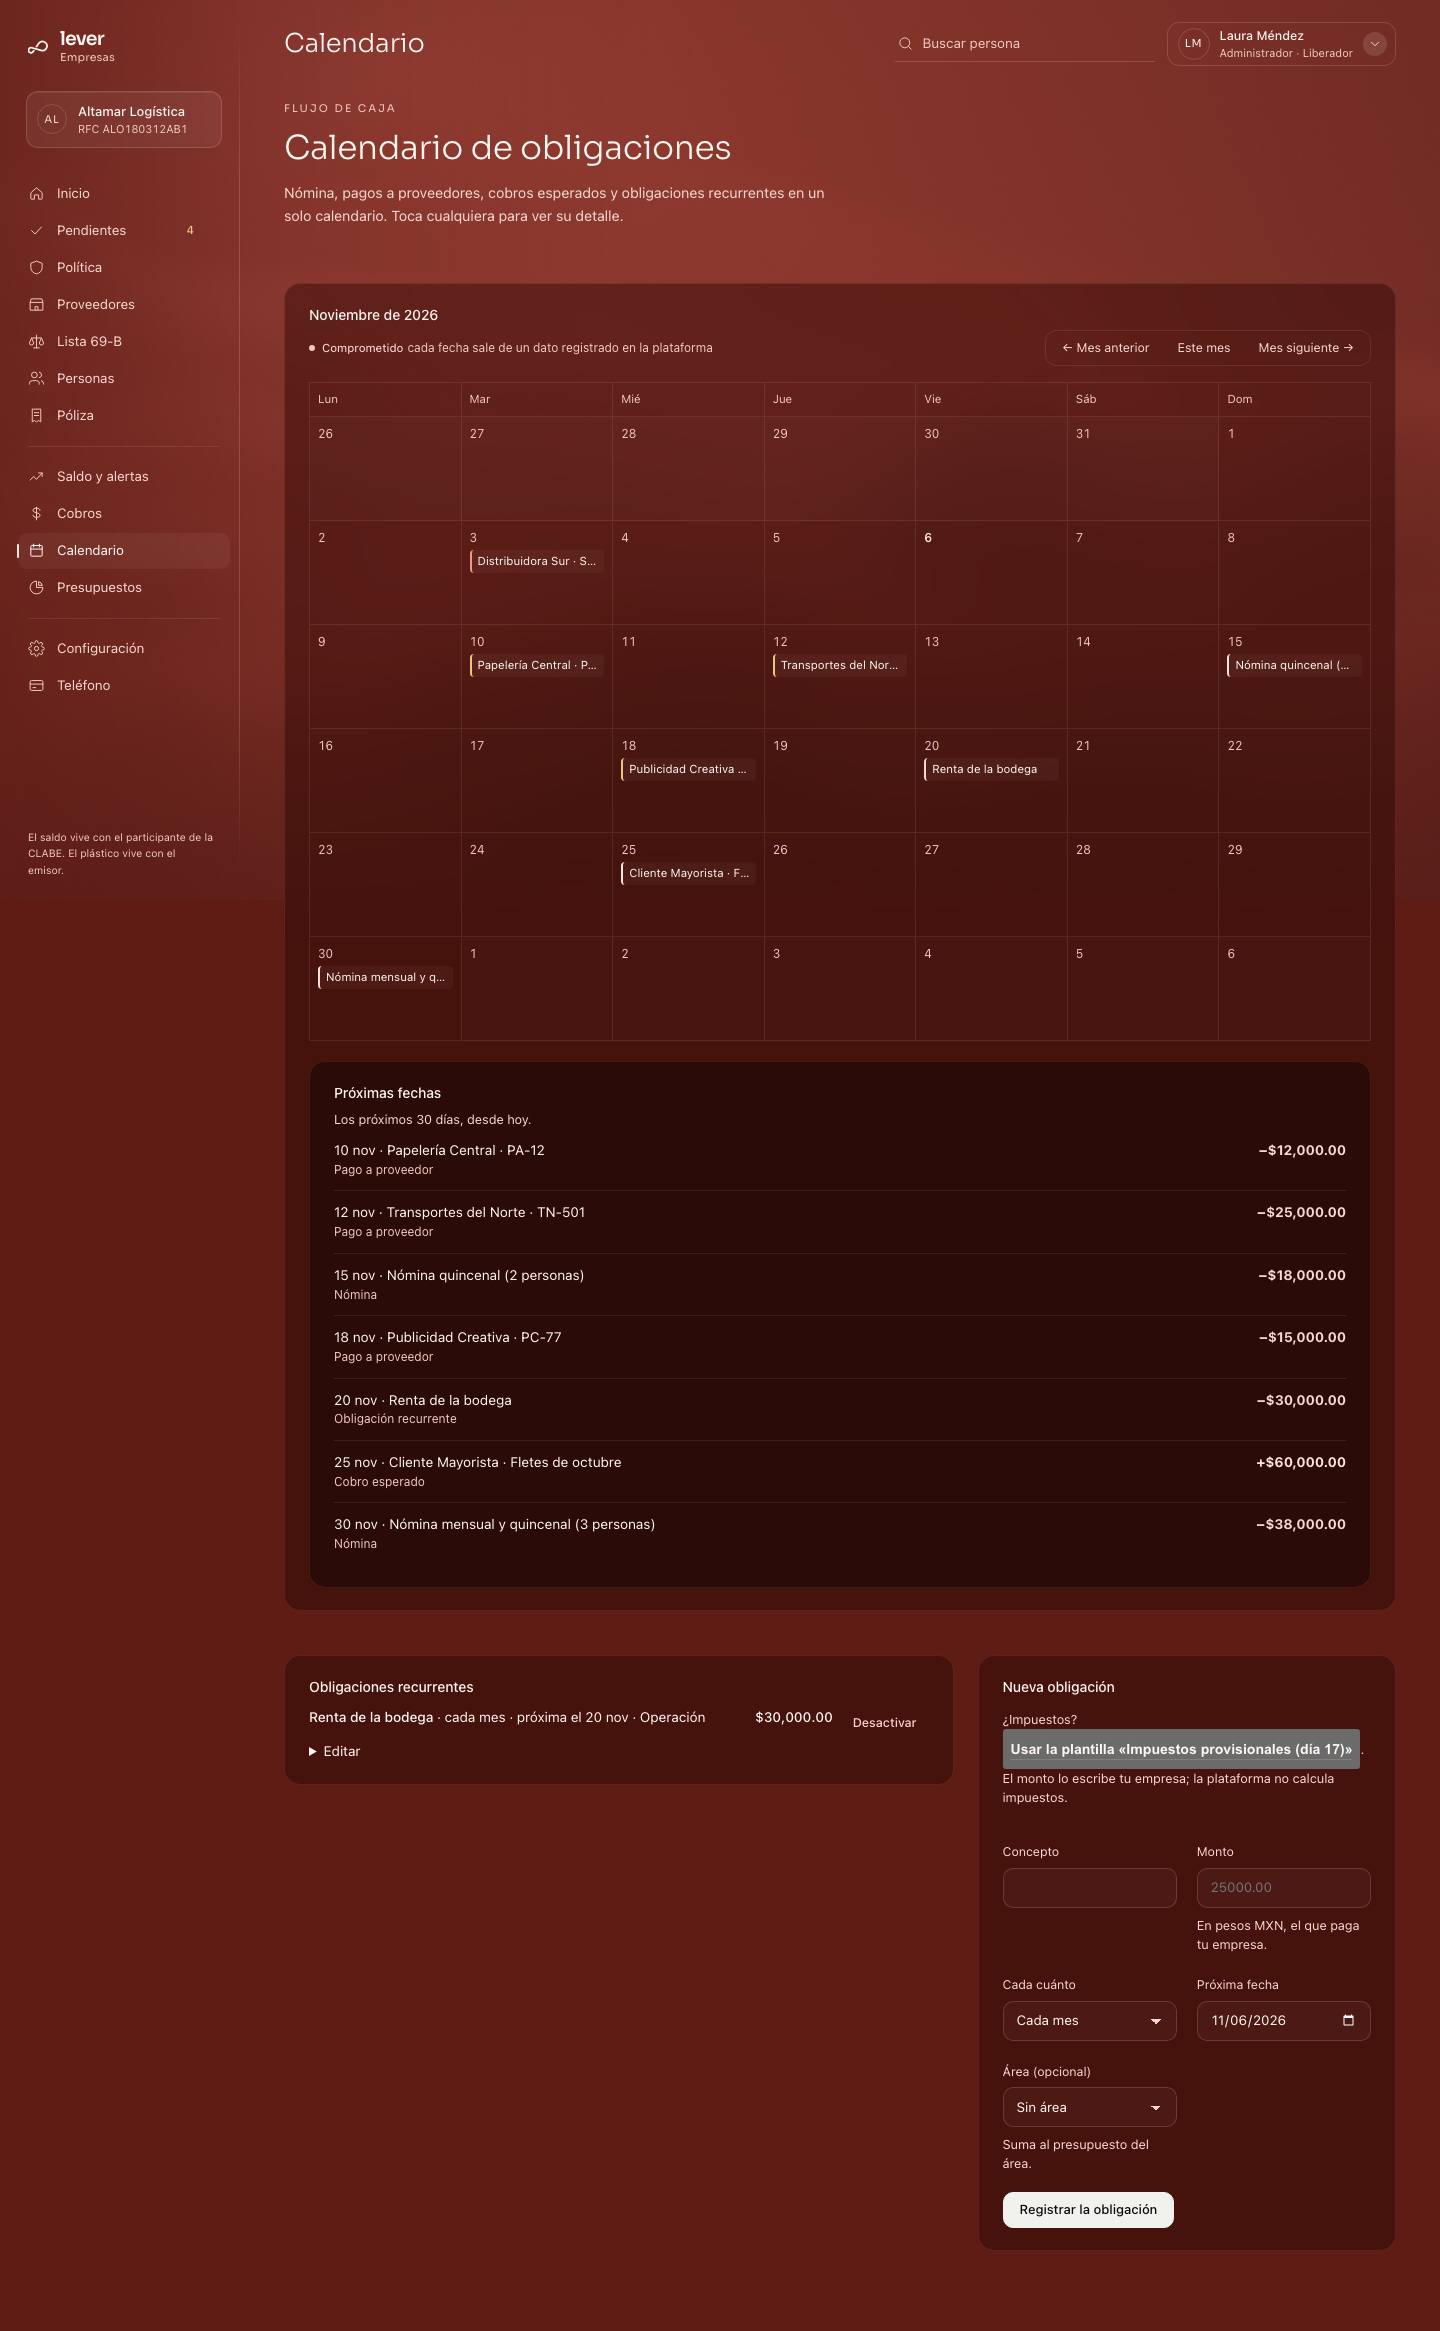 lever
Empresas
AL
Altamar Logística
RFC ALO180312AB1
Inicio
Pendientes 4
Política
Proveedores
Lista 69-B
Personas
Póliza
Saldo y alertas
Cobros
Calendario
Presupuestos
Configuración
Teléfono
El saldo vive con el participante de la
CLABE. El plástico vive con el
emisor.
Calendario
Buscar persona
LM
Laura Méndez
Administrador · Liberador
FLUJO DE CAJA
Calendario de obligaciones
Nómina, pagos a proveedores, cobros esperados y obligaciones recurrentes en un
solo calendario. Toca cualquiera para ver su detalle.
Noviembre de 2026
Comprometido cada fecha sale de un dato registrado en la plataforma
← Mes anterior Este mes Mes siguiente →
Lun Mar Mié Jue Vie Sáb Dom
26 27 28 29 30 31 1
2 3 4 5 6 7 8
Distribuidora Sur · S...
9 10 11 12 13 14 15
Papelería Central · P... Transportes del Nor... Nómina quincenal (...
16 17 18 19 20 21 22
Publicidad Creativa ... Renta de la bodega
23 24 25 26 27 28 29
Cliente Mayorista · F...
30 1 2 3 4 5 6
Nómina mensual y q...
Próximas fechas
Los próximos 30 días, desde hoy.
10 nov · Papelería Central · PA-12 −$12,000.00
Pago a proveedor
12 nov · Transportes del Norte · TN-501 −$25,000.00
Pago a proveedor
15 nov · Nómina quincenal (2 personas) −$18,000.00
Nómina
18 nov · Publicidad Creativa · PC-77 −$15,000.00
Pago a proveedor
20 nov · Renta de la bodega −$30,000.00
Obligación recurrente
25 nov · Cliente Mayorista · Fletes de octubre +$60,000.00
Cobro esperado
30 nov · Nómina mensual y quincenal (3 personas) −$38,000.00
Nómina
Obligaciones recurrentes
Renta de la bodega · cada mes · próxima el 20 nov · Operación $30,000.00 Desactivar
Editar
Nueva obligación
¿Impuestos?
Usar la plantilla «Impuestos provisionales (día 17)» .
El monto lo escribe tu empresa; la plataforma no calcula
impuestos.
Concepto Monto
25000.00
En pesos MXN, el que paga
tu empresa.
Cada cuánto Próxima fecha
Cada mes 11/06/2026
Área (opcional)
Sin área
Suma al presupuesto del
área.
Registrar la obligación